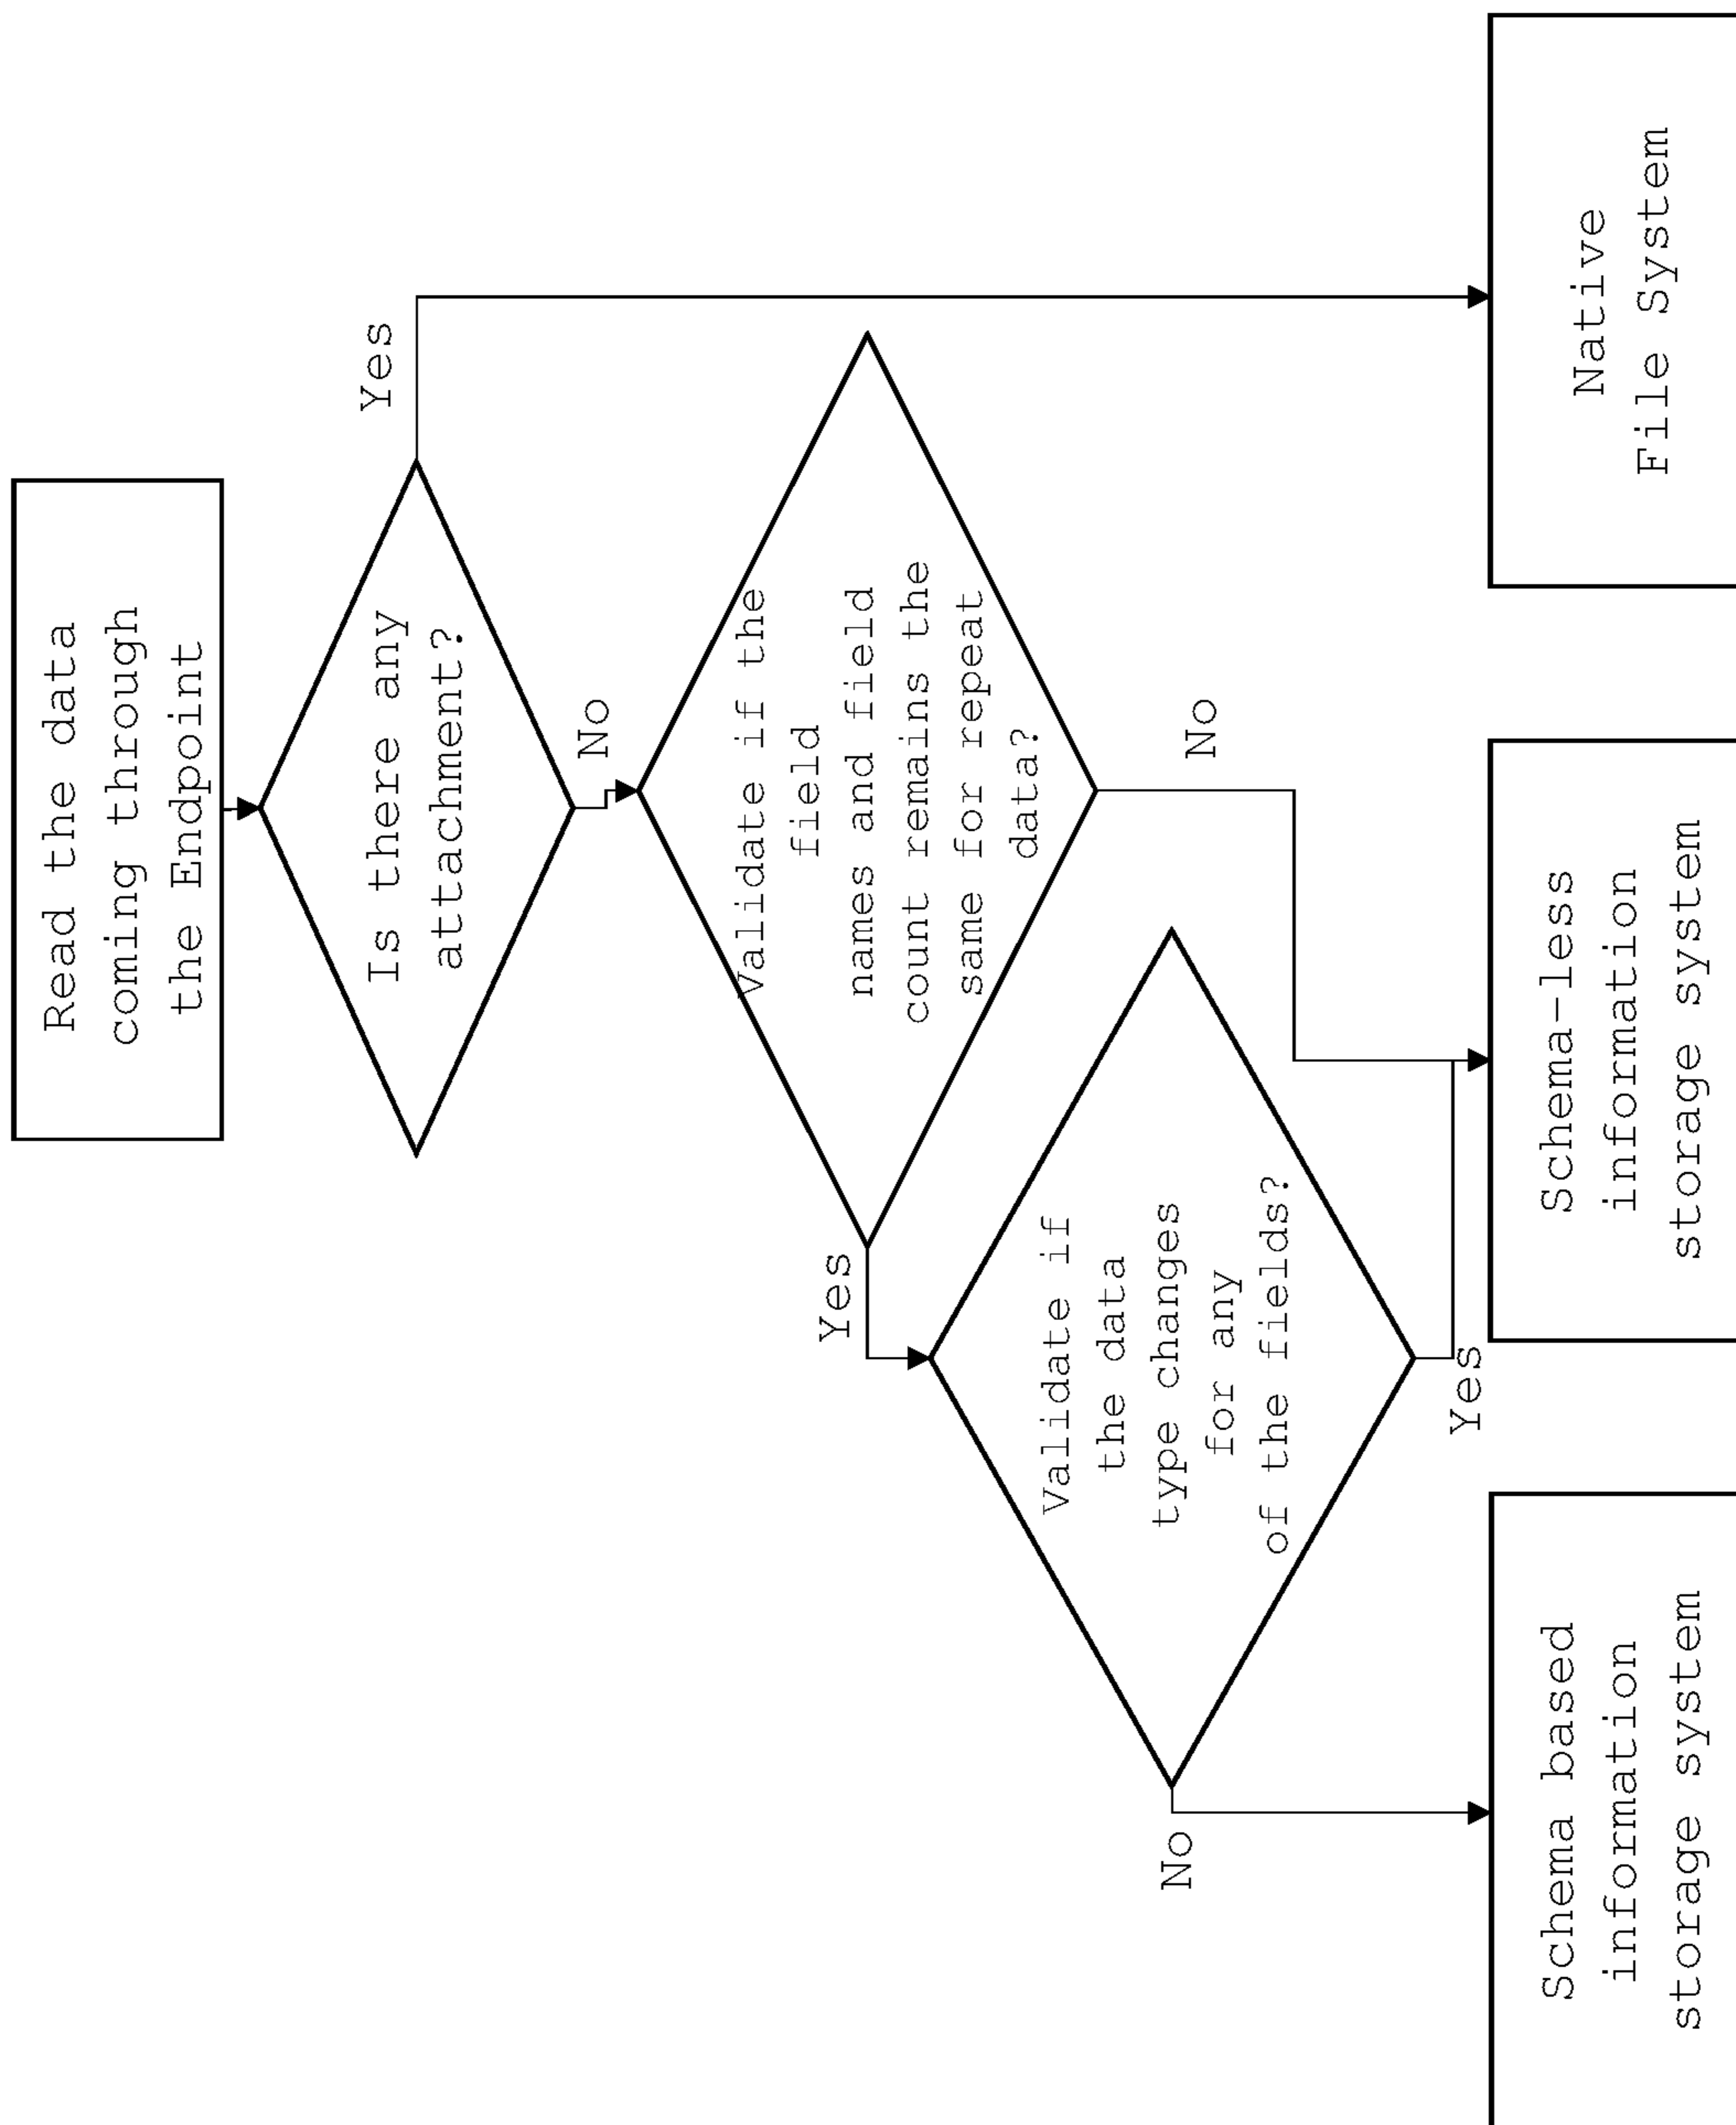 Read the data
coming through
the Endpoint
Is there any
attachment?
Yes
No
Validate if the
field
names and field
count remains the
same for repeat
data?
Yes
No
Validate if
the data
type changes
for any
of the fields?
No
Yes
Schema based
information
storage system
Schema-less
information
storage system
Native
File System